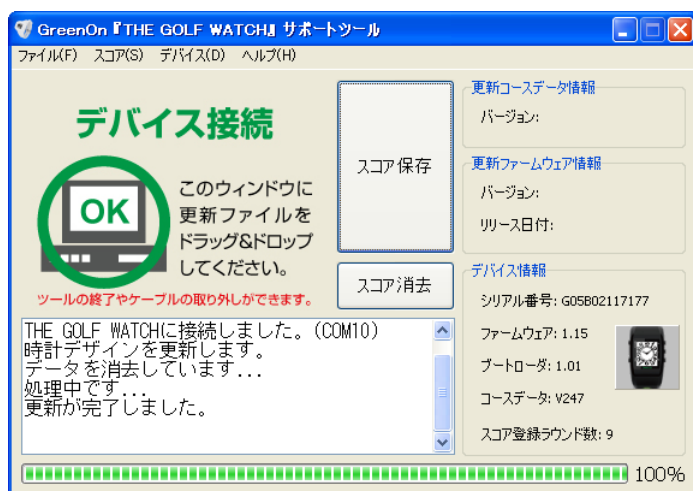 GreenOn『THE GOLF WATCH』サポートツール
ファイル(F) スコア(S) デバイス(D) ヘルプ(H)
デバイス接続
OK
このウィンドウに
更新ファイルを
ドラッグ&ドロップ
してください。
ツールの終了やケーブルの取り外しができます。
スコア保存
スコア消去
更新コースデータ情報
バージョン:
更新ファームウェア情報
バージョン:
リリース日付:
デバイス情報
シリアル番号: G05B02117177
ファームウェア: 1.15
ブートローダ: 1.01
コースデータ: V247
スコア登録ラウンド数: 9
THE GOLF WATCHに接続しました。(COM10)
時計デザインを更新します。
データを消去しています...
処理中です...
更新が完了しました。
100%